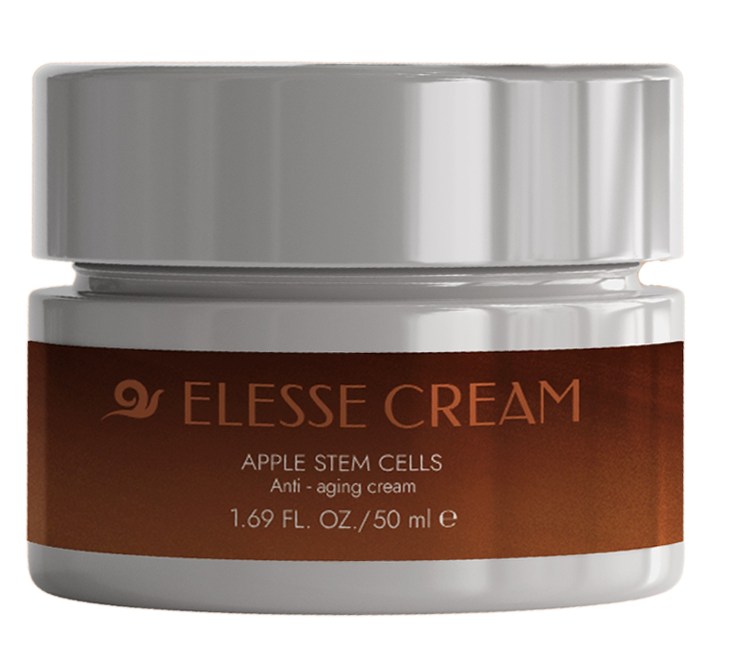 ELESSE CREAM
APPLE STEM CELLS
Anti - aging cream
1.69 FL. OZ./50 ml ℮